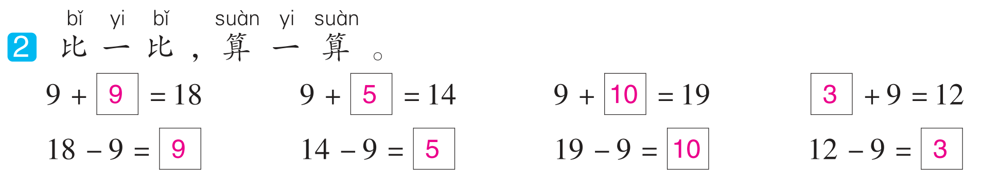 bǐ yi bǐ suàn yi suàn
2 比一比，算一算。
9 + 9 = 18 9 + 5 = 14 9 + 10 = 19 3 + 9 = 12
18 − 9 = 9 14 − 9 = 5 19 − 9 = 10 12 − 9 = 3